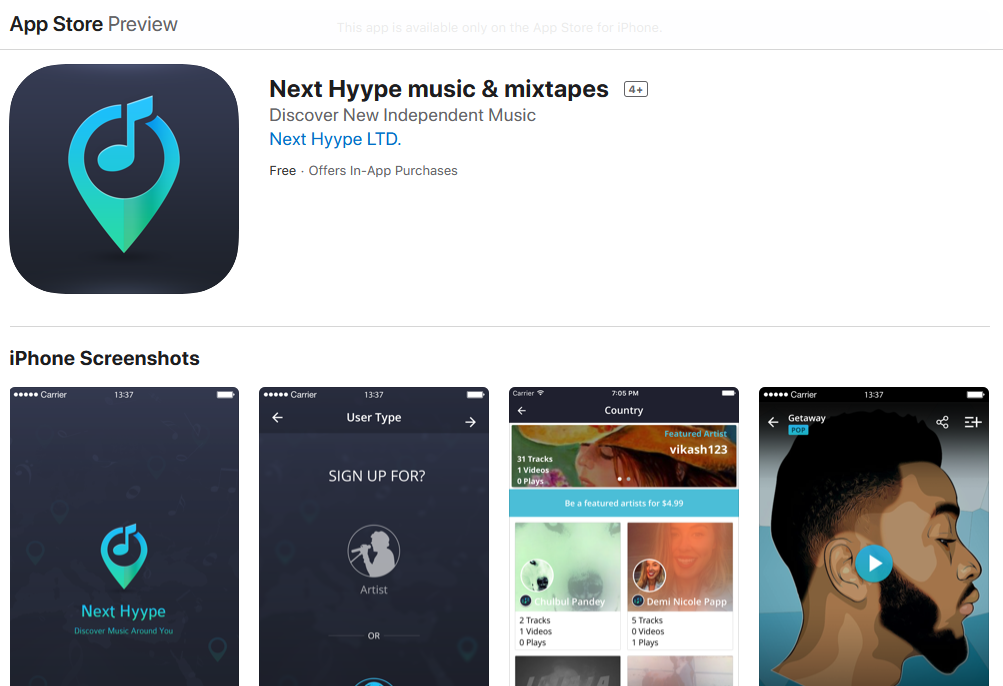 App Store Preview
This app is available only on the App Store for iPhone.
Next Hyype music & mixtapes 4+
Discover New Independent Music
Next Hyype LTD.
Free · Offers In-App Purchases
iPhone Screenshots
Carrier 13:37
Next Hyype
Discover Music Around You
Carrier 13:37
User Type
SIGN UP FOR?
Artist
OR
Carrier 7:05 PM
Country
Featured Artist
vikash123
31 Tracks
1 Videos
0 Plays
Be a featured artists for $4.99
Chulbul Pandey
2 Tracks
1 Videos
0 Plays
Demi Nicole Papp
5 Tracks
0 Videos
1 Plays
Carrier 13:37
Getaway
POP